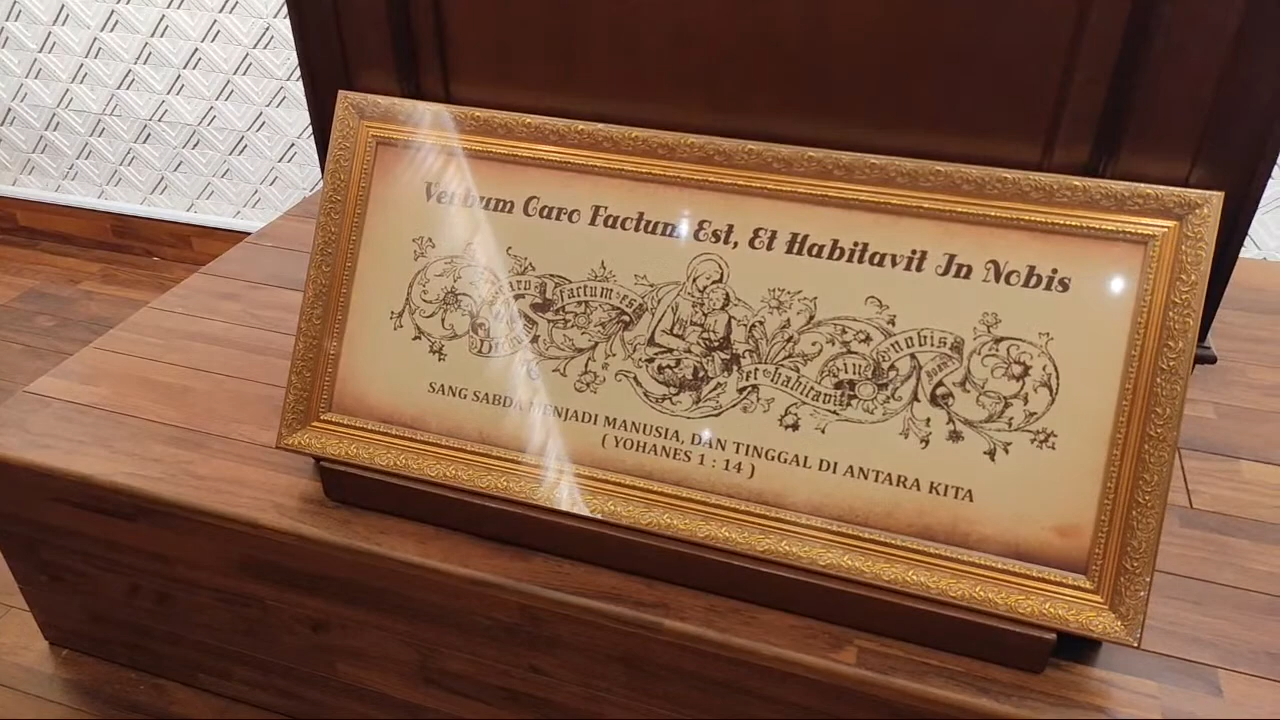 Verbum Caro Factum Est, Et Habitavit In Nobis
caro factum est
et habitavit
in nobis
SANG SABDA MENJADI MANUSIA, DAN TINGGAL DI ANTARA KITA
( YOHANES 1 : 14 )